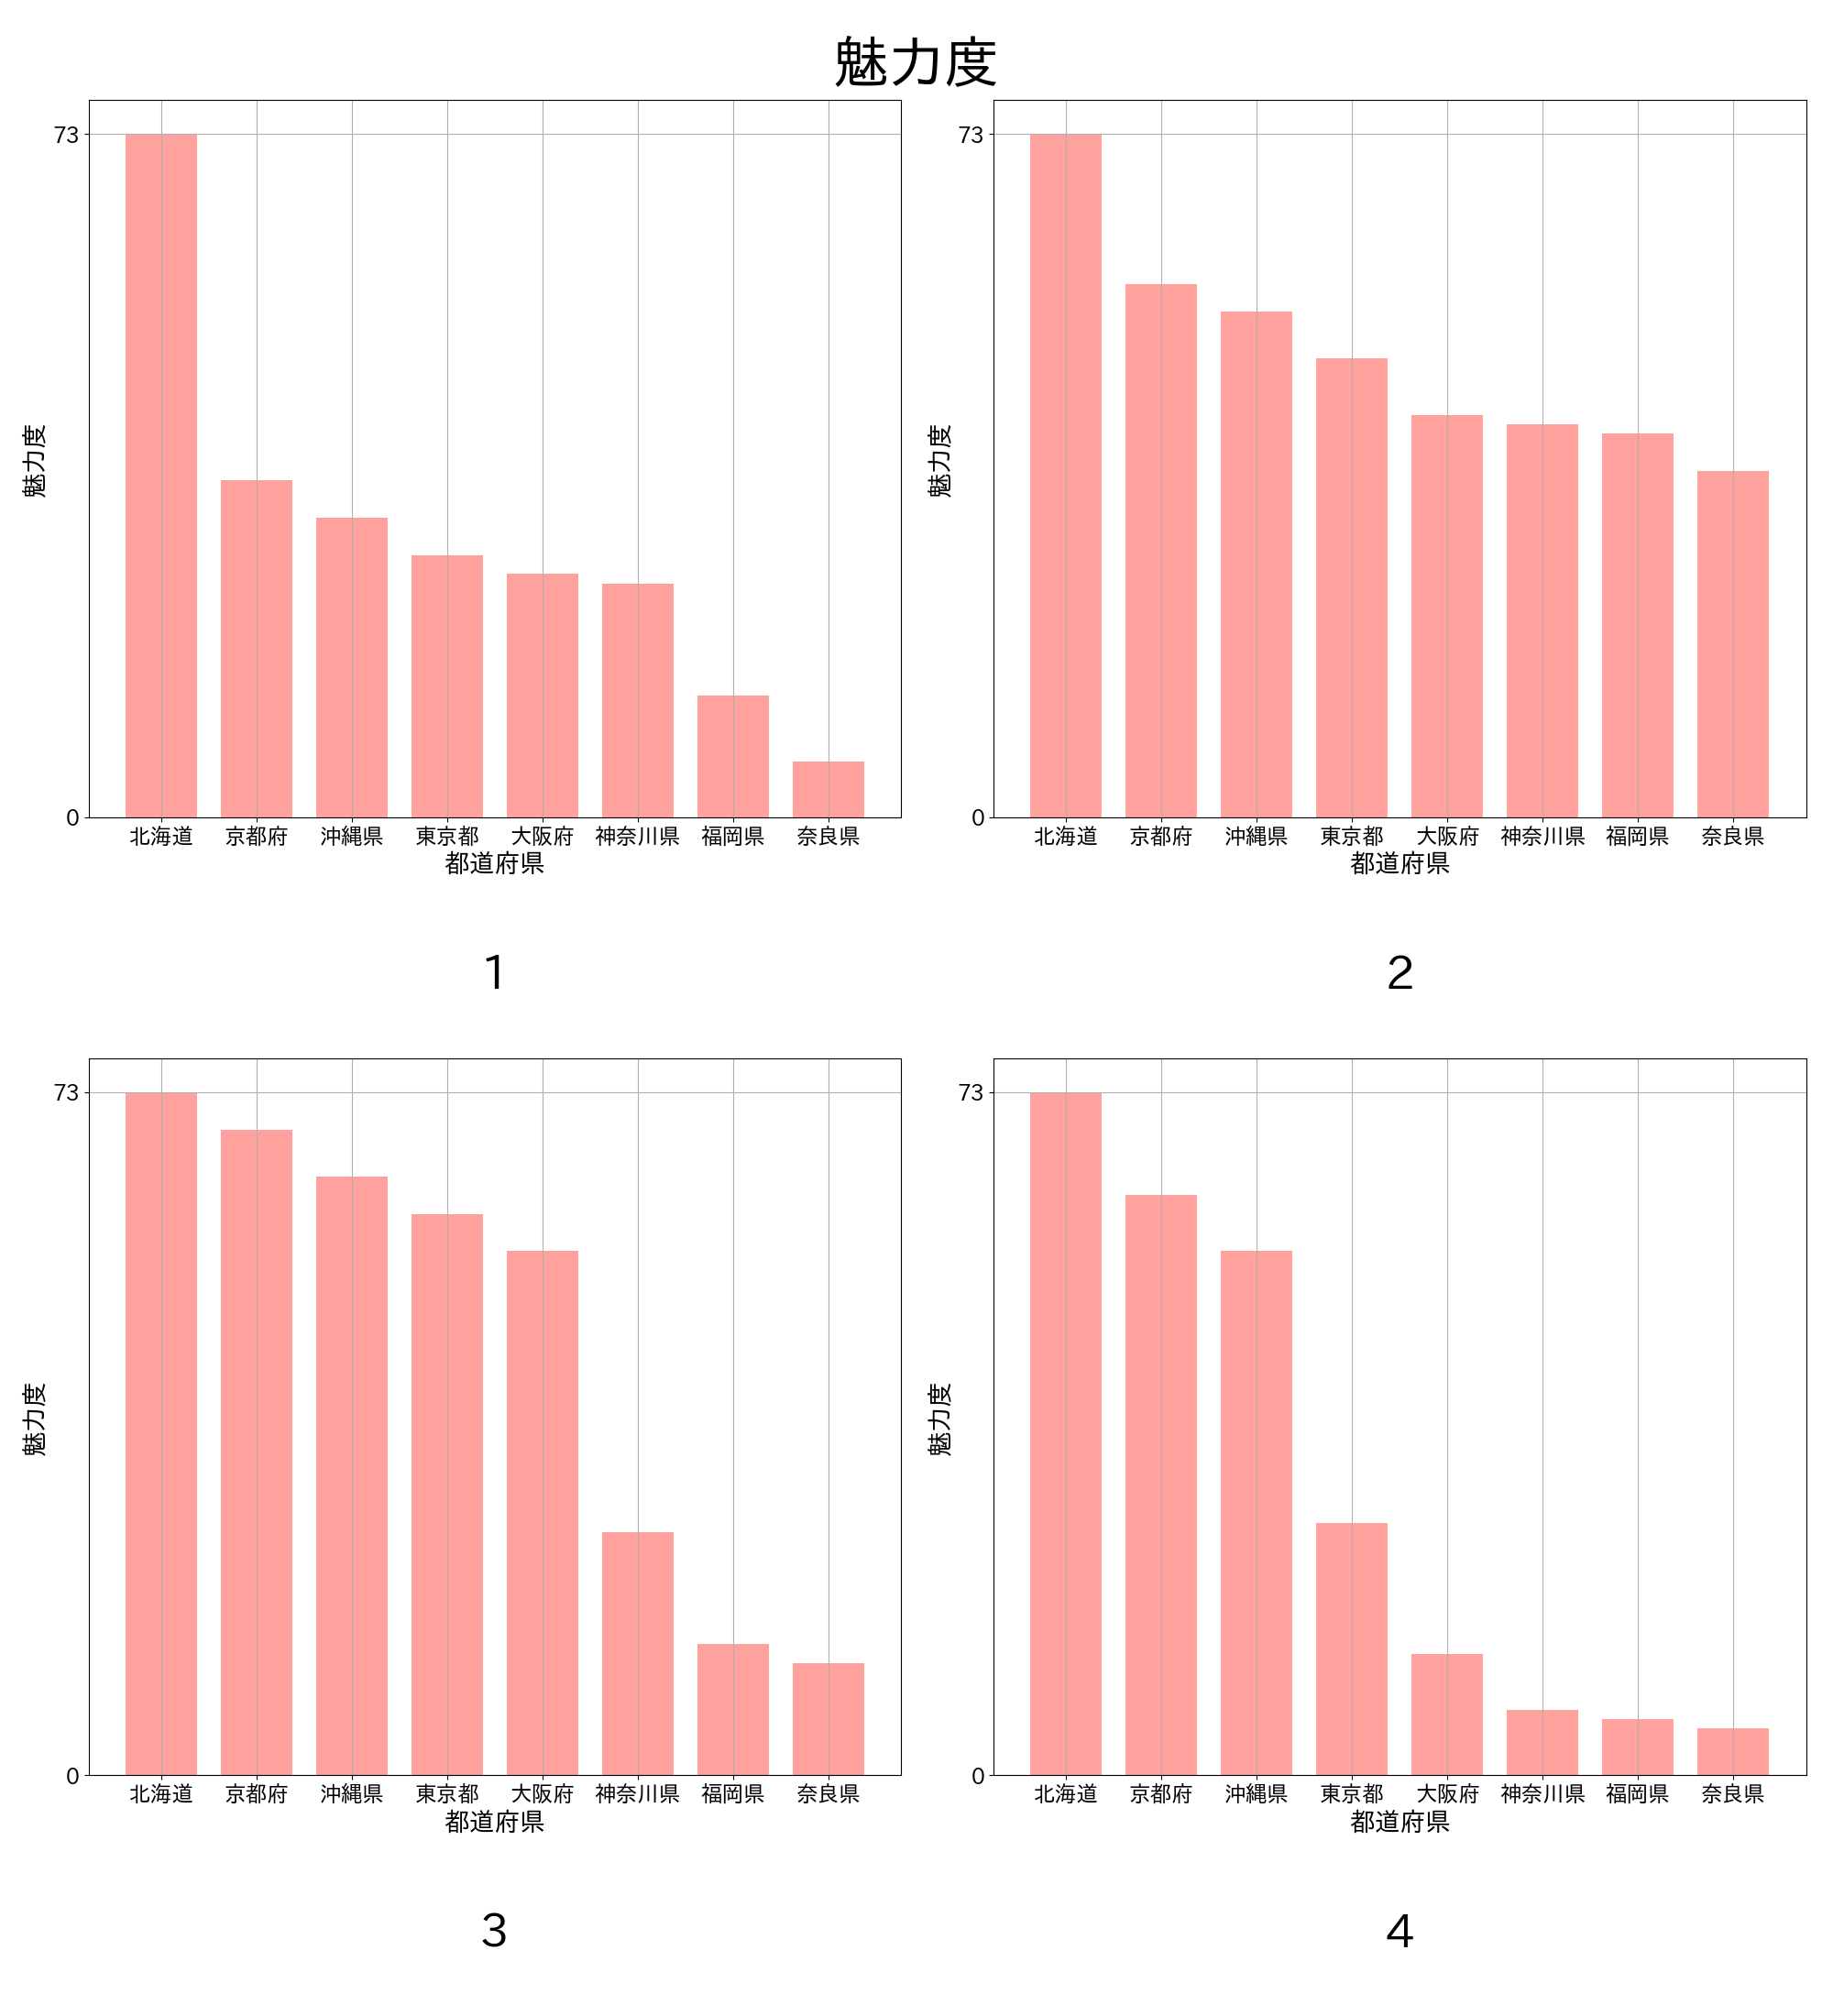 魅力度
73
0
魅力度
北海道 京都府 沖縄県 東京都 大阪府 神奈川県 福岡県 奈良県
都道府県
1
73
0
魅力度
北海道 京都府 沖縄県 東京都 大阪府 神奈川県 福岡県 奈良県
都道府県
2
73
0
魅力度
北海道 京都府 沖縄県 東京都 大阪府 神奈川県 福岡県 奈良県
都道府県
3
73
0
魅力度
北海道 京都府 沖縄県 東京都 大阪府 神奈川県 福岡県 奈良県
都道府県
4